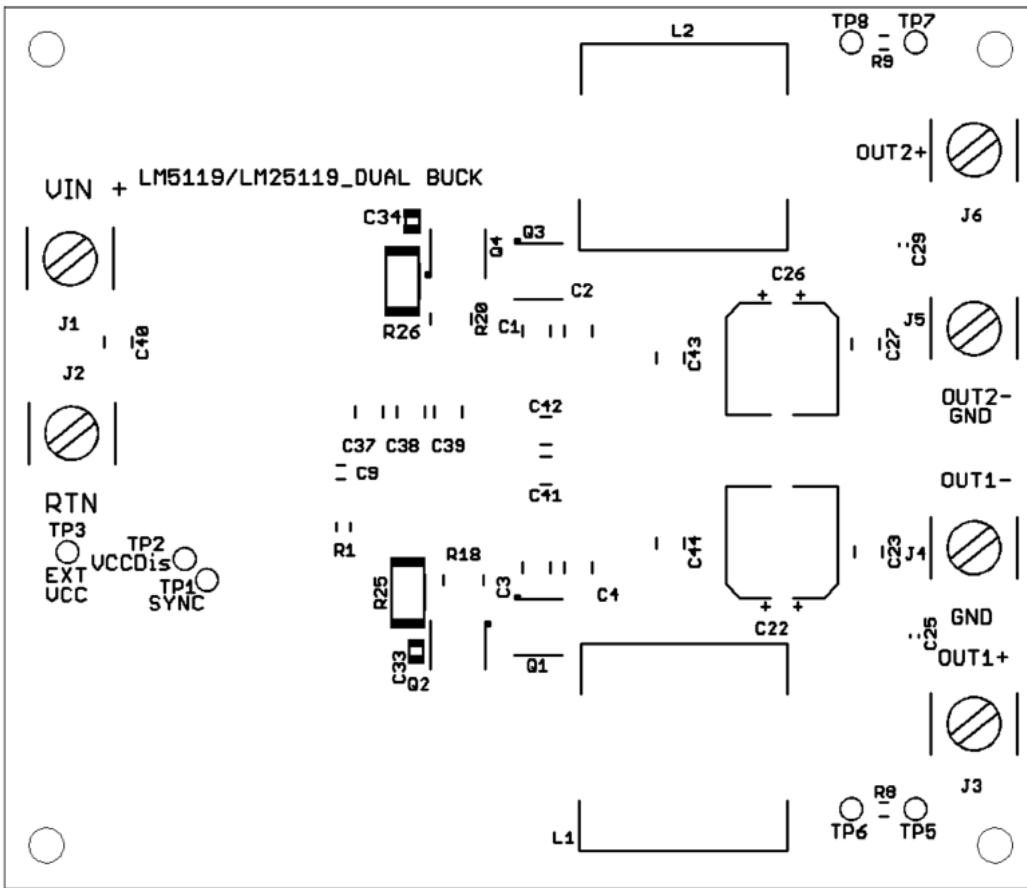 L2
TP8 TP7
R9
OUT2+
J6
C29
LM5119/LM25119_DUAL BUCK
VIN +
C34
Q4
Q3
C2
C26
J1
R26
R20
C1
C40
C43
J5
C27
J2
OUT2-
GND
C42
C37 C38 C39
C9
C41
OUT1-
RTN
TP3
TP2
VCCDis
EXT
VCC
TP1
SYNC
R1
R18
C44
J4
C23
R25
C3
C4
C22
GND
C25
OUT1+
C33
Q2
Q1
J3
R8
L1
TP6 TP5
+ +
+ +